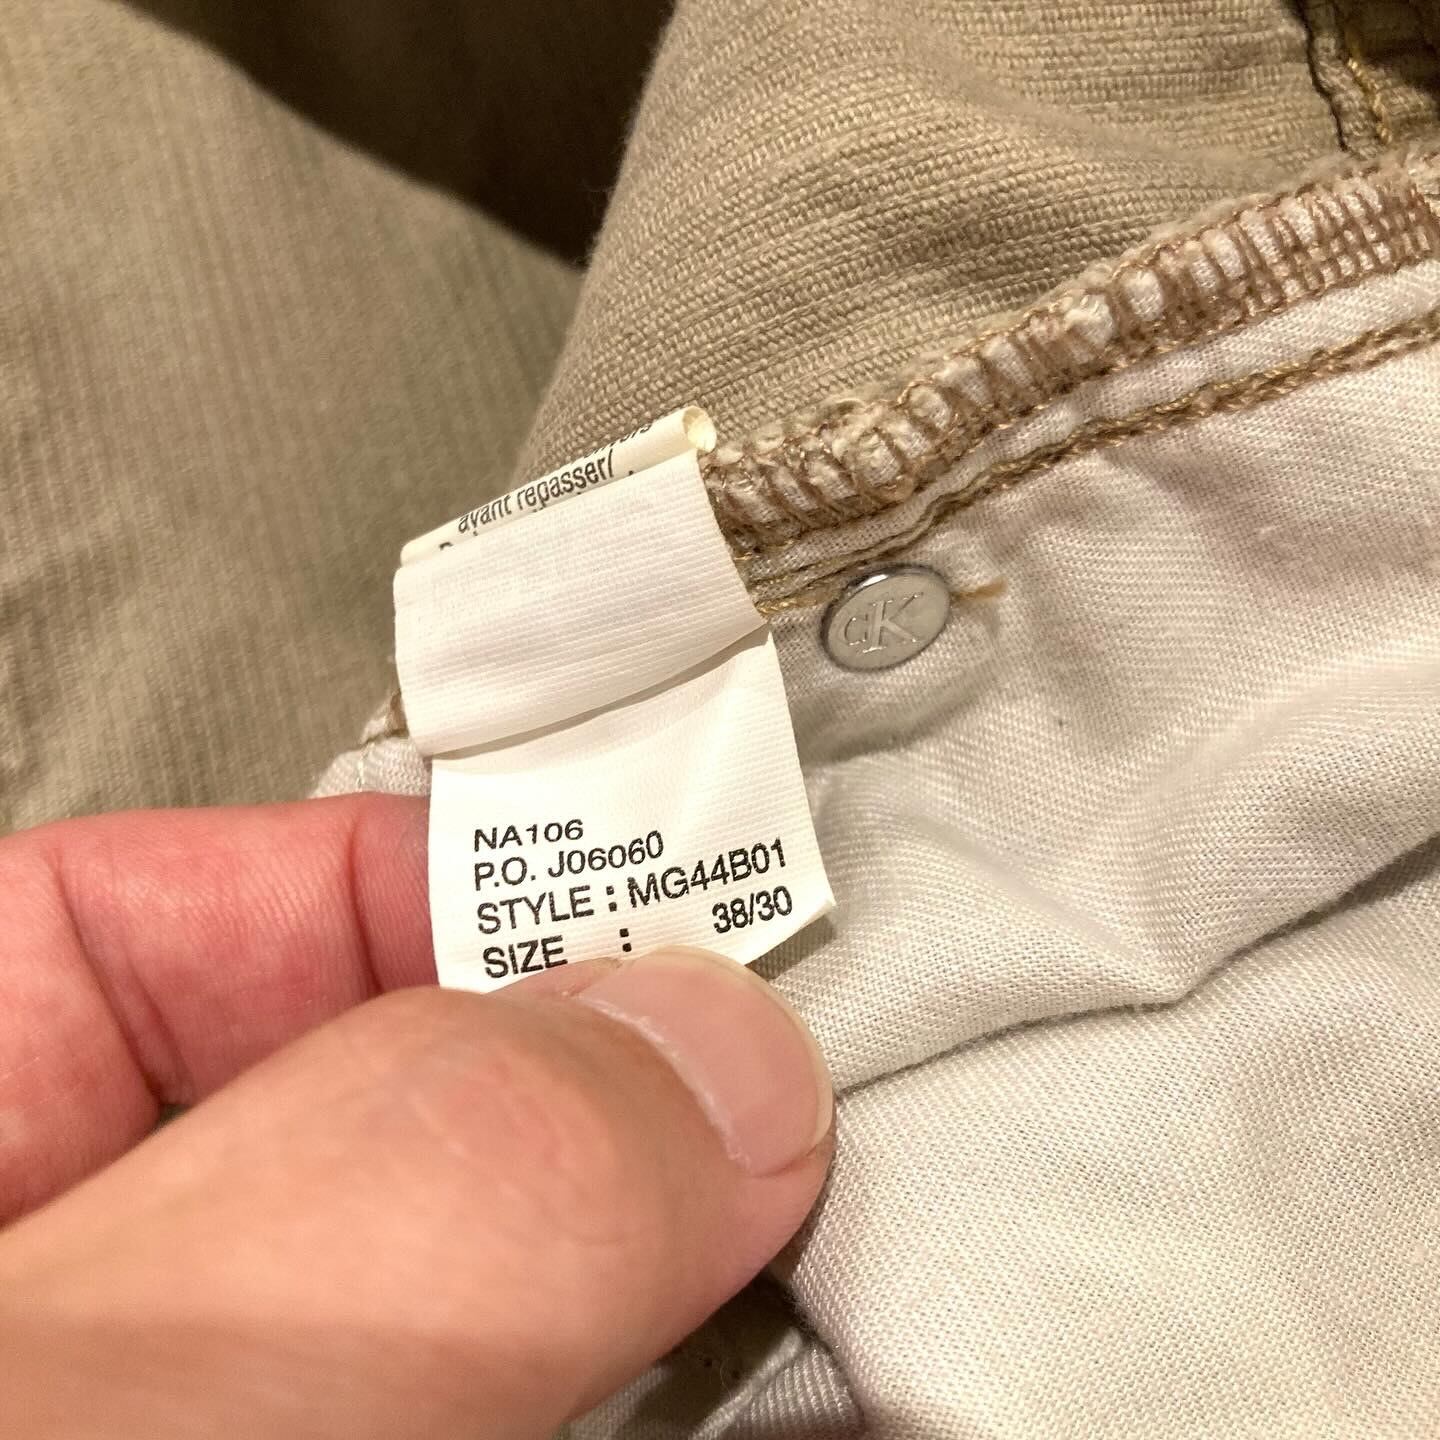 avant repasser/
NA106
P.O. J06060
STYLE : MG44B01
SIZE : 38/30
CK